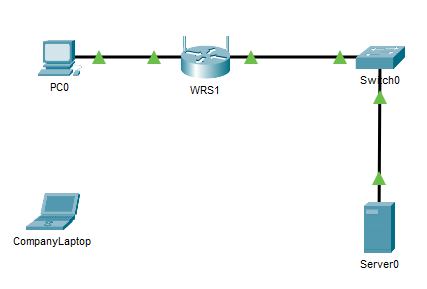 PC0
WRS1
Switch0
CompanyLaptop
Server0